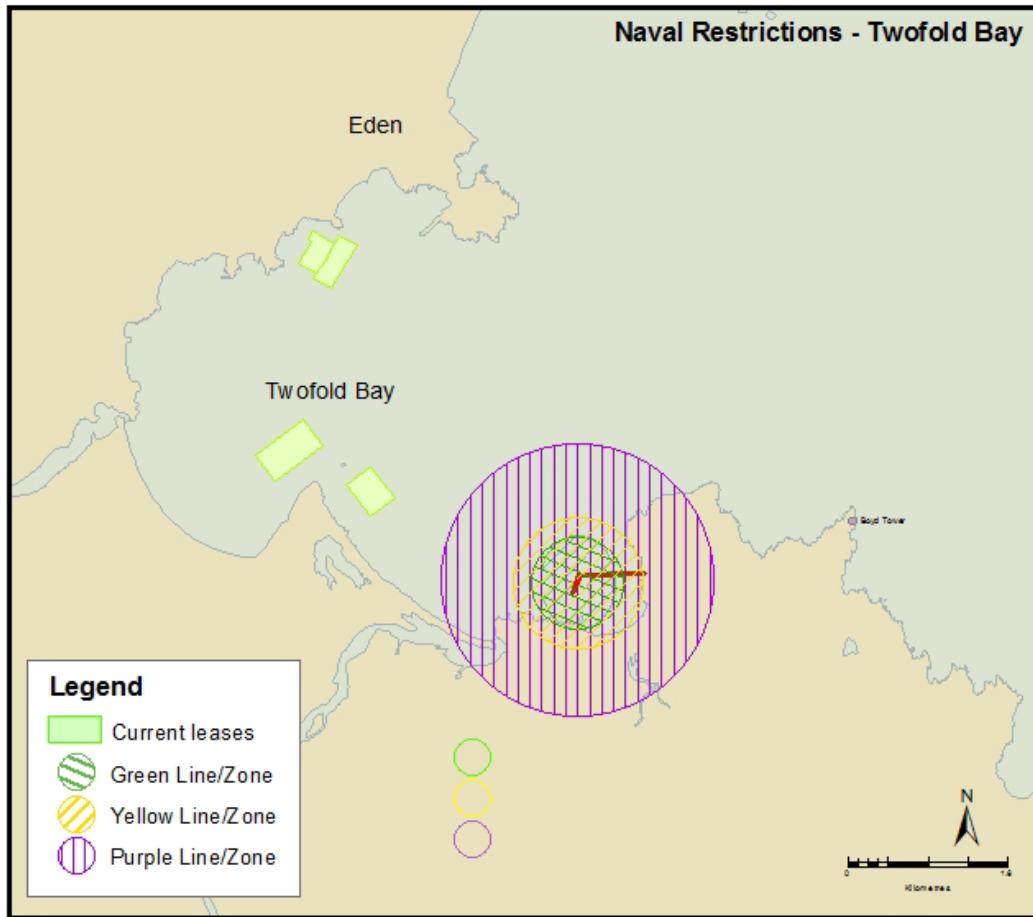 Naval Restrictions - Twofold Bay
Eden
Twofold Bay
Boyd Tower
Legend
Current leases
Green Line/Zone
Yellow Line/Zone
Purple Line/Zone
N
0
Kilometres